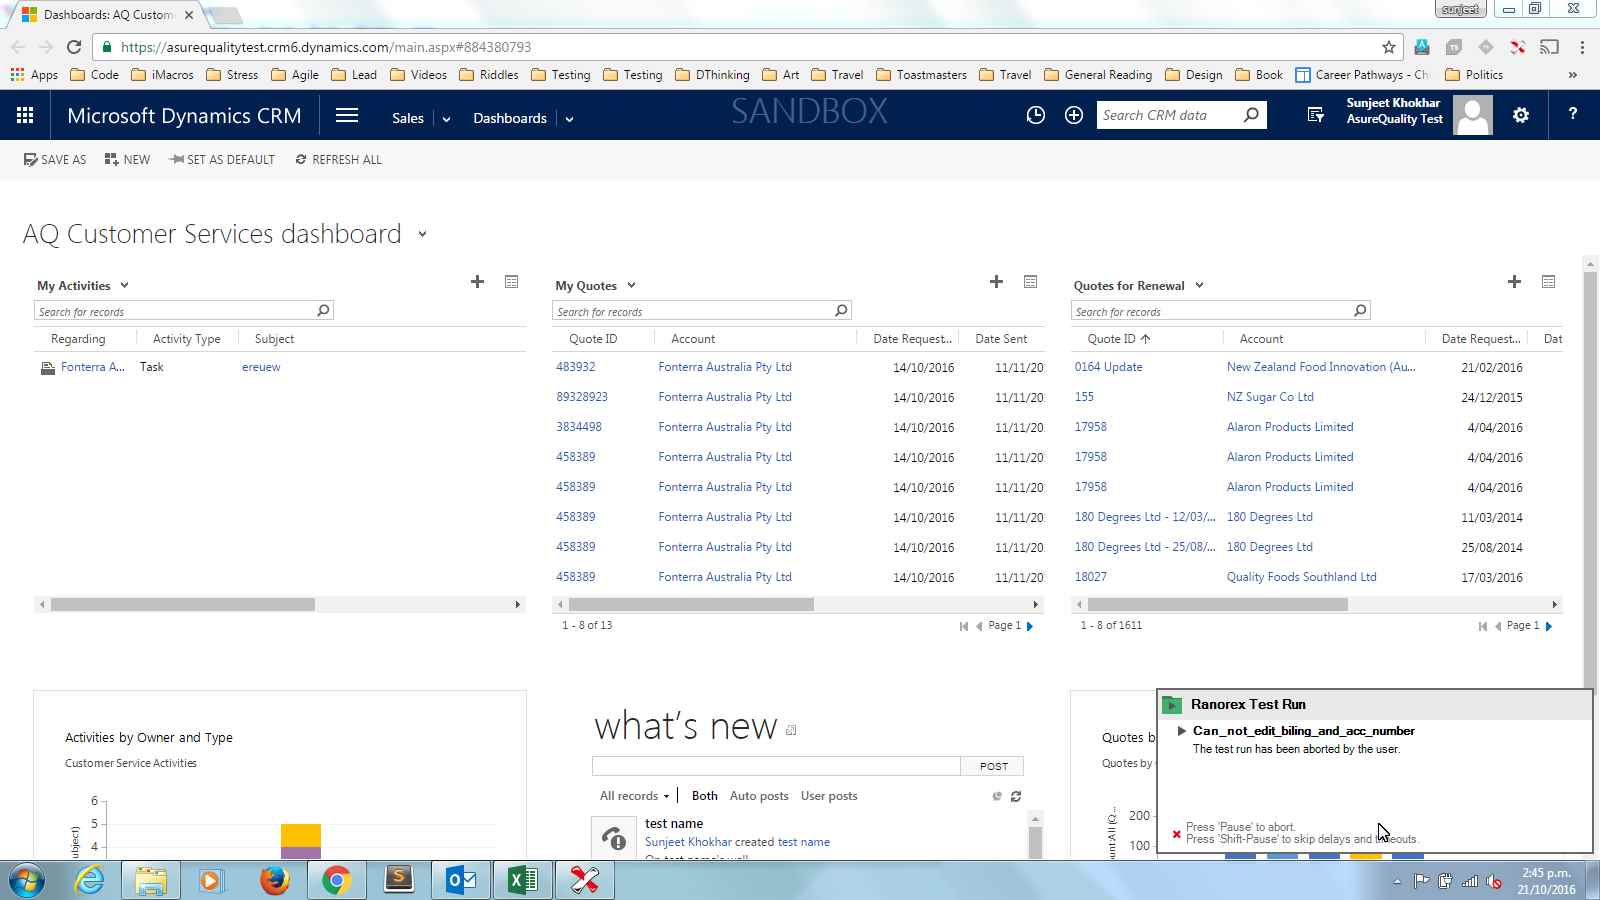 Dashboards: AQ Custom
sunjeet
https://asurequalitytest.crm6.dynamics.com/main.aspx#884380793
Apps Code iMacros Stress Agile Lead Videos Riddles Testing Testing DThinking Art Travel Toastmasters Travel General Reading Design Book Career Pathways - Ch Politics »
Microsoft Dynamics CRM Sales Dashboards SANDBOX Search CRM data
Sunjeet Khokhar
AsureQuality Test
?
SAVE AS NEW SET AS DEFAULT REFRESH ALL
AQ Customer Services dashboard
My Activities
Search for records
Regarding Activity Type Subject
Fonterra A... Task ereuew
My Quotes
Search for records
Quote ID Account Date Request... Date Sent
483932 Fonterra Australia Pty Ltd 14/10/2016 11/11/20
89328923 Fonterra Australia Pty Ltd 14/10/2016 11/11/20
3834498 Fonterra Australia Pty Ltd 14/10/2016 11/11/20
458389 Fonterra Australia Pty Ltd 14/10/2016 11/11/20
458389 Fonterra Australia Pty Ltd 14/10/2016 11/11/20
458389 Fonterra Australia Pty Ltd 14/10/2016 11/11/20
458389 Fonterra Australia Pty Ltd 14/10/2016 11/11/20
458389 Fonterra Australia Pty Ltd 14/10/2016 11/11/20
1 - 8 of 13 Page 1
Quotes for Renewal
Search for records
Quote ID Account Date Request... Dat
0164 Update New Zealand Food Innovation (Au... 21/02/2016
155 NZ Sugar Co Ltd 24/12/2015
17958 Alaron Products Limited 4/04/2016
17958 Alaron Products Limited 4/04/2016
17958 Alaron Products Limited 4/04/2016
180 Degrees Ltd - 12/03/... 180 Degrees Ltd 11/03/2014
180 Degrees Ltd - 25/08/... 180 Degrees Ltd 25/08/2014
18027 Quality Foods Southland Ltd 17/03/2016
1 - 8 of 1611 Page 1
Activities by Owner and Type
Customer Service Activities
6
5
4
ubject)
what's new
POST
All records Both Auto posts User posts
test name
Sunjeet Khokhar created test name
On test name's wall
Quotes b
Quotes by
200
100
ount:All (Q...
Ranorex Test Run
Can_not_edit_biling_and_acc_number
The test run has been aborted by the user.
Press 'Pause' to abort.
Press 'Shift-Pause' to skip delays and timeouts.
2:45 p.m.
21/10/2016